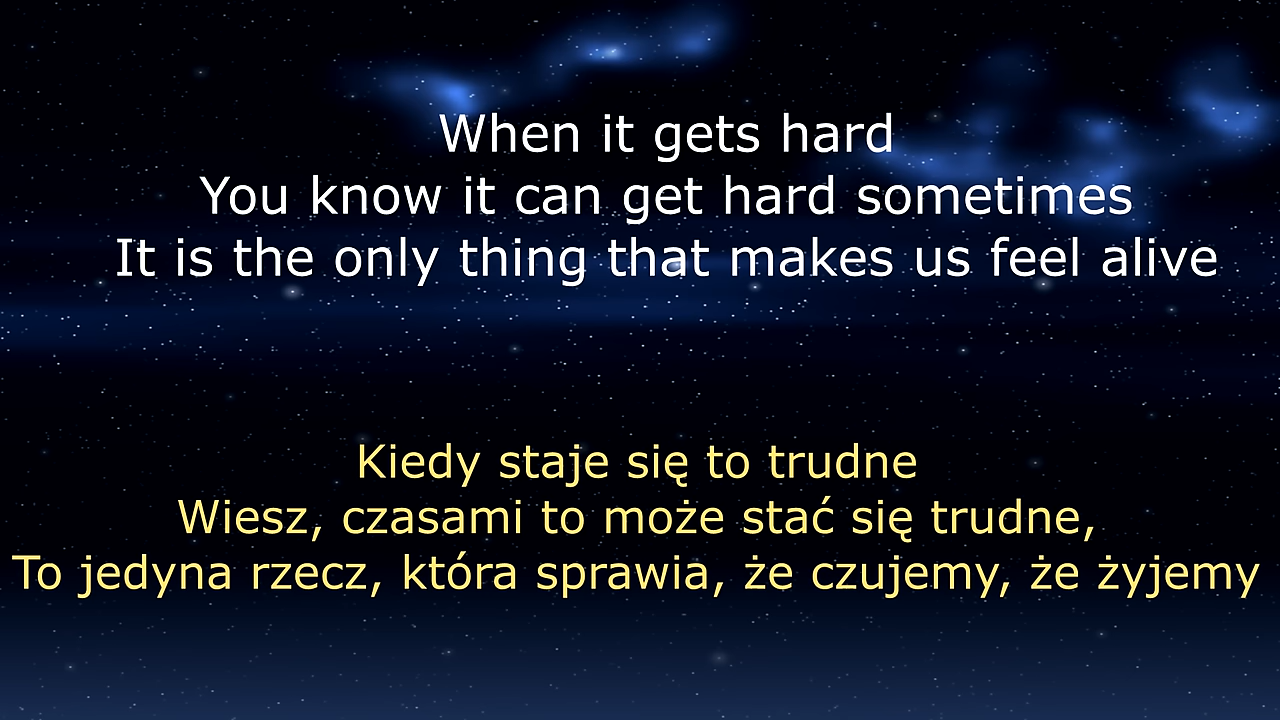 When it gets hard
You know it can get hard sometimes
It is the only thing that makes us feel alive
Kiedy staje się to trudne
Wiesz, czasami to może stać się trudne,
To jedyna rzecz, która sprawia, że czujemy, że żyjemy